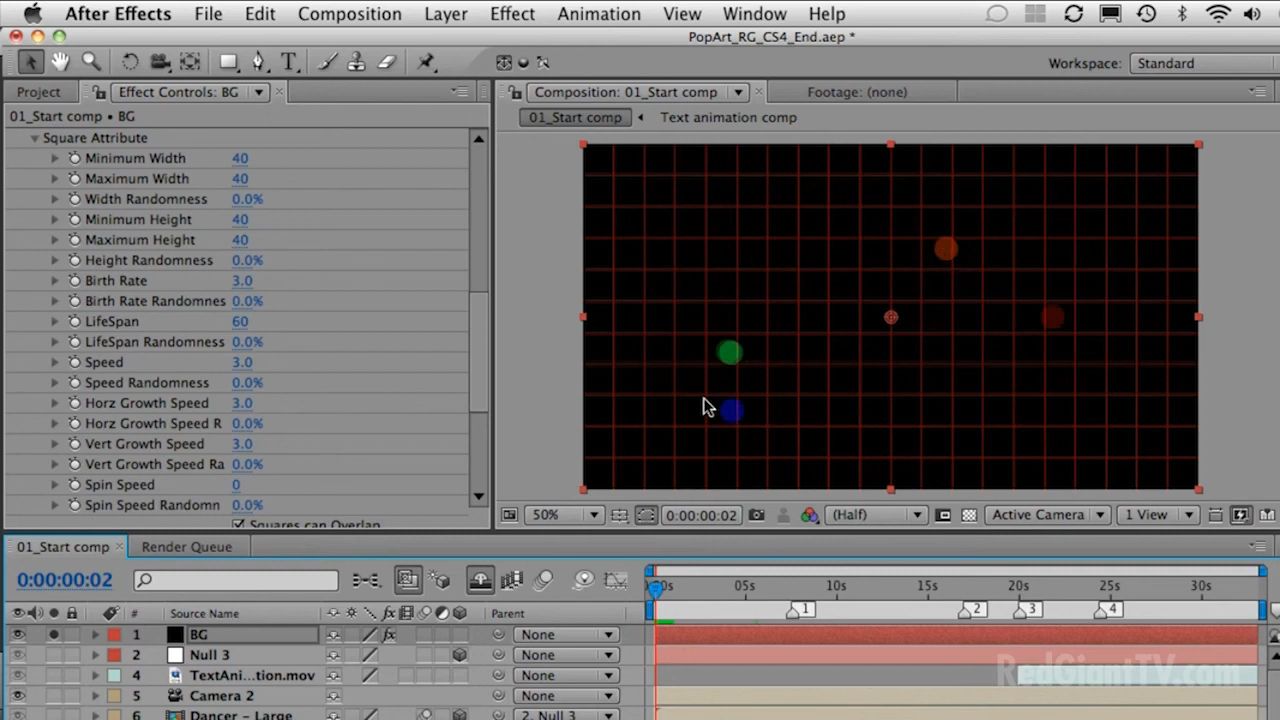 After Effects File Edit Composition Layer Effect Animation View Window Help
PopArt_RG_CS4_End.aep *
Workspace: Standard
Project Effect Controls: BG
Composition: 01_Start comp Footage: (none)
01_Start comp • BG
01_Start comp Text animation comp
Square Attribute
Minimum Width 40
Maximum Width 40
Width Randomness 0.0%
Minimum Height 40
Maximum Height 40
Height Randomness 0.0%
Birth Rate 3.0
Birth Rate Randomnes 0.0%
LifeSpan 60
LifeSpan Randomness 0.0%
Speed 3.0
Speed Randomness 0.0%
Horz Growth Speed 3.0
Horz Growth Speed R 0.0%
Vert Growth Speed 3.0
Vert Growth Speed Ra 0.0%
Spin Speed 0
Spin Speed Randomn 0.0%
Squares can Overlap
50% 0:00:00:02 (Half) Active Camera 1 View
01_Start comp Render Queue
0:00:00:02
00s 05s 10s 15s 20s 25s 30s
1 2 3 4
# Source Name fx Parent
1 BG fx None
2 Null 3 None
4 TextAni...tion.mov None
5 Camera 2 None
6 Dancer - Large 2. Null 3
RedGiantTV.com